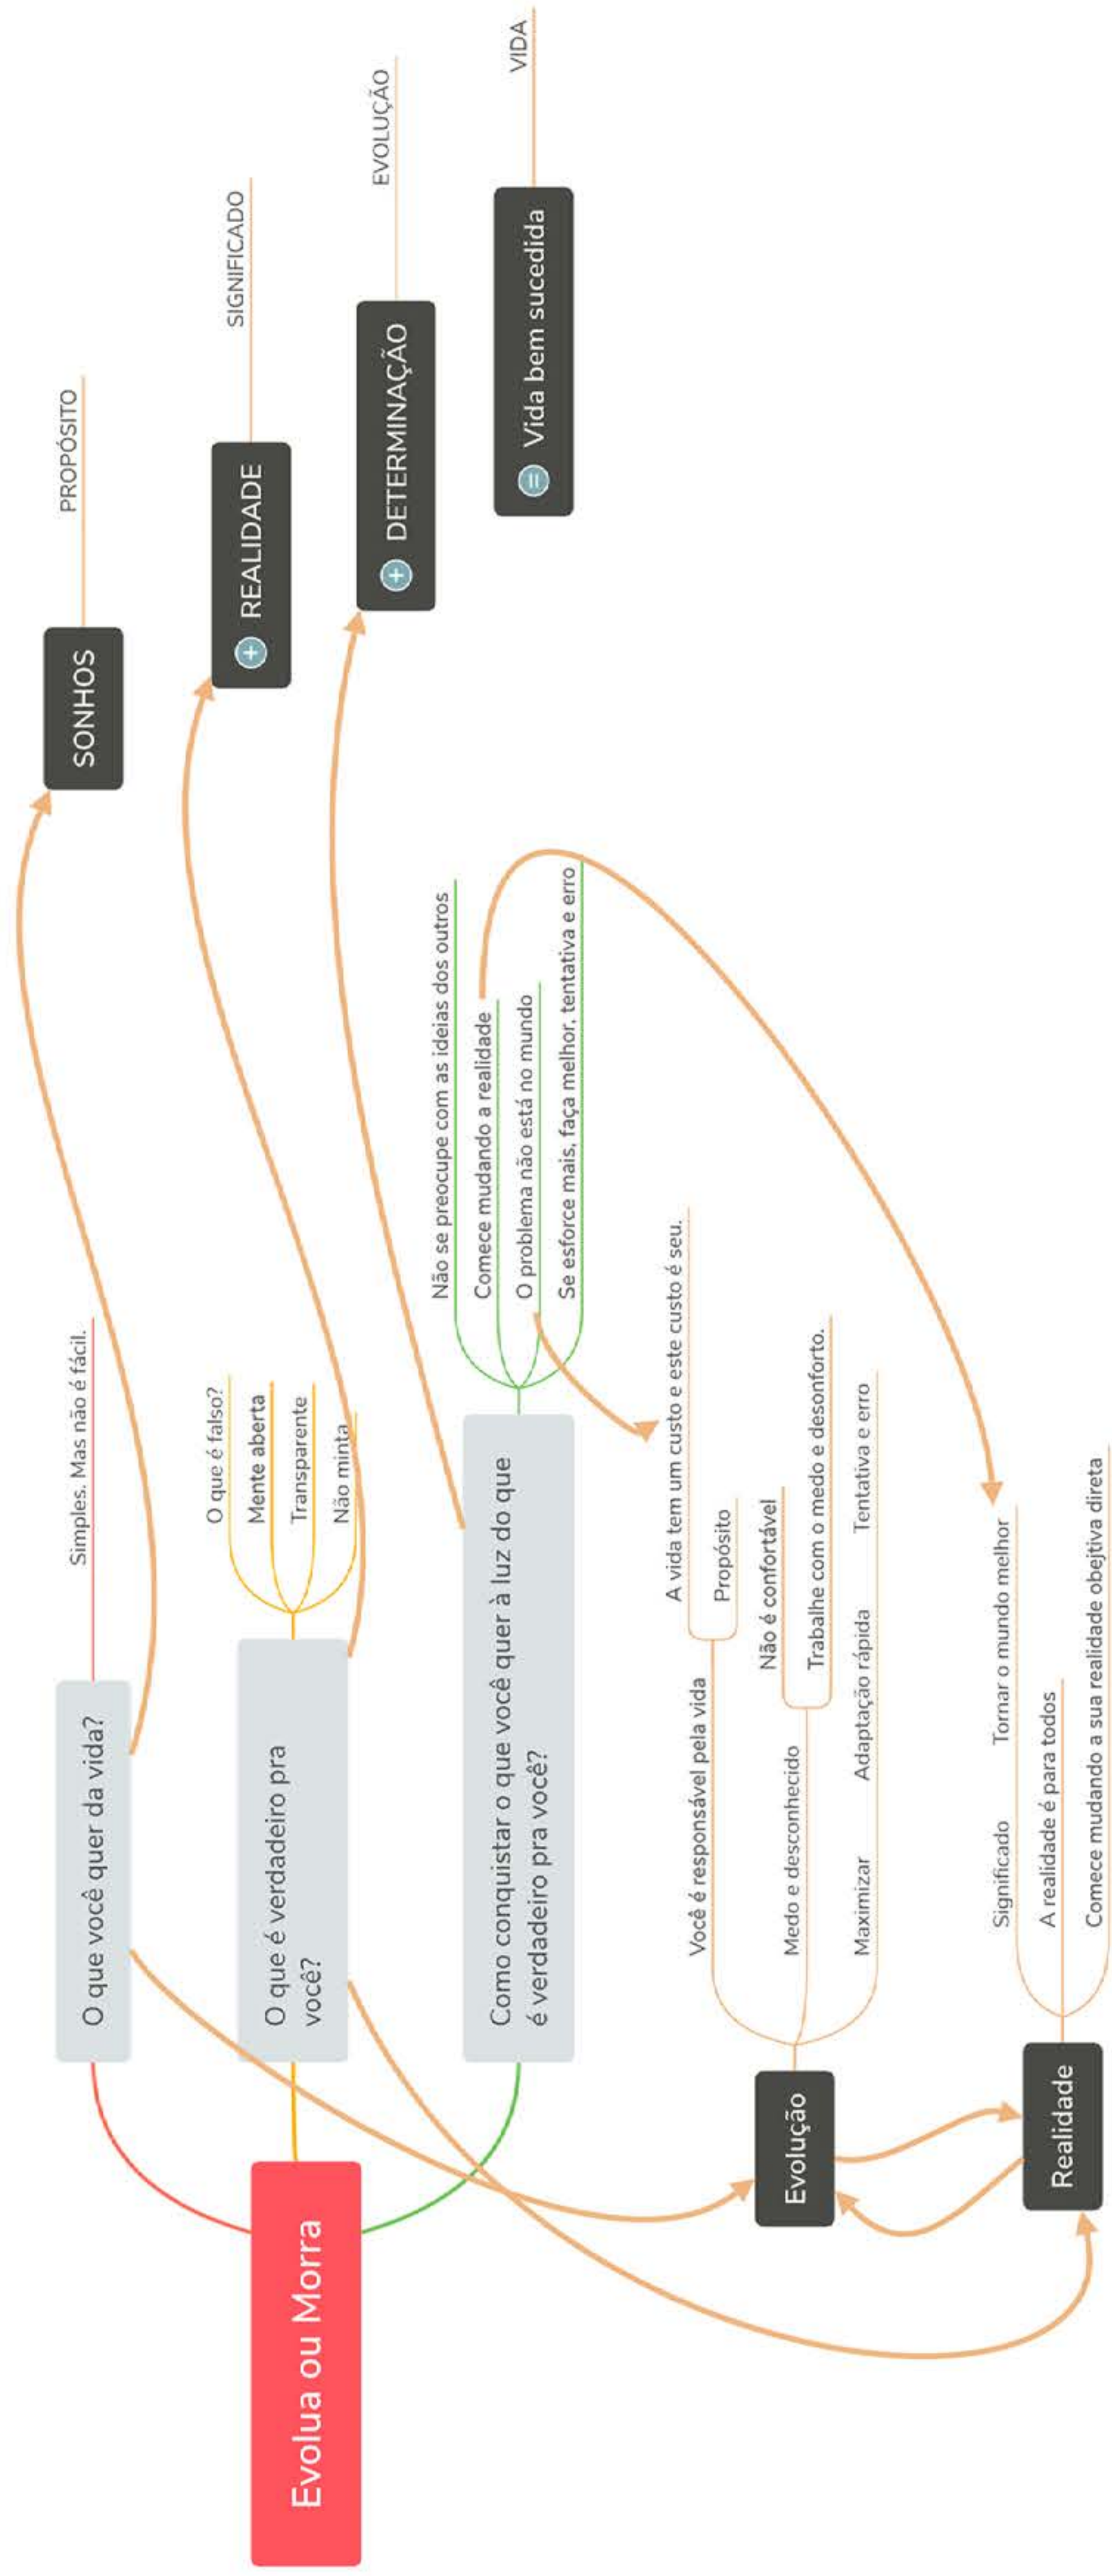 Evolua ou Morra
O que você quer da vida?
Simples. Mas não é fácil.
SONHOS
PROPÓSITO
O que é verdadeiro pra
você?
O que é falso?
Mente aberta
Transparente
Não minta
REALIDADE
SIGNIFICADO
Como conquistar o que você quer à luz do que
é verdadeiro pra você?
Não se preocupe com as ideias dos outros
Comece mudando a realidade
O problema não está no mundo
Se esforce mais, faça melhor, tentativa e erro
DETERMINAÇÃO
EVOLUÇÃO
Vida bem sucedida
VIDA
Evolução
Você é responsável pela vida
A vida tem um custo e este custo é seu.
Propósito
Medo e desconhecido
Não é confortável
Trabalhe com o medo e desonforto.
Maximizar
Adaptação rápida
Tentativa e erro
Realidade
Significado
Tornar o mundo melhor
A realidade é para todos
Comece mudando a sua realidade obejtiva direta